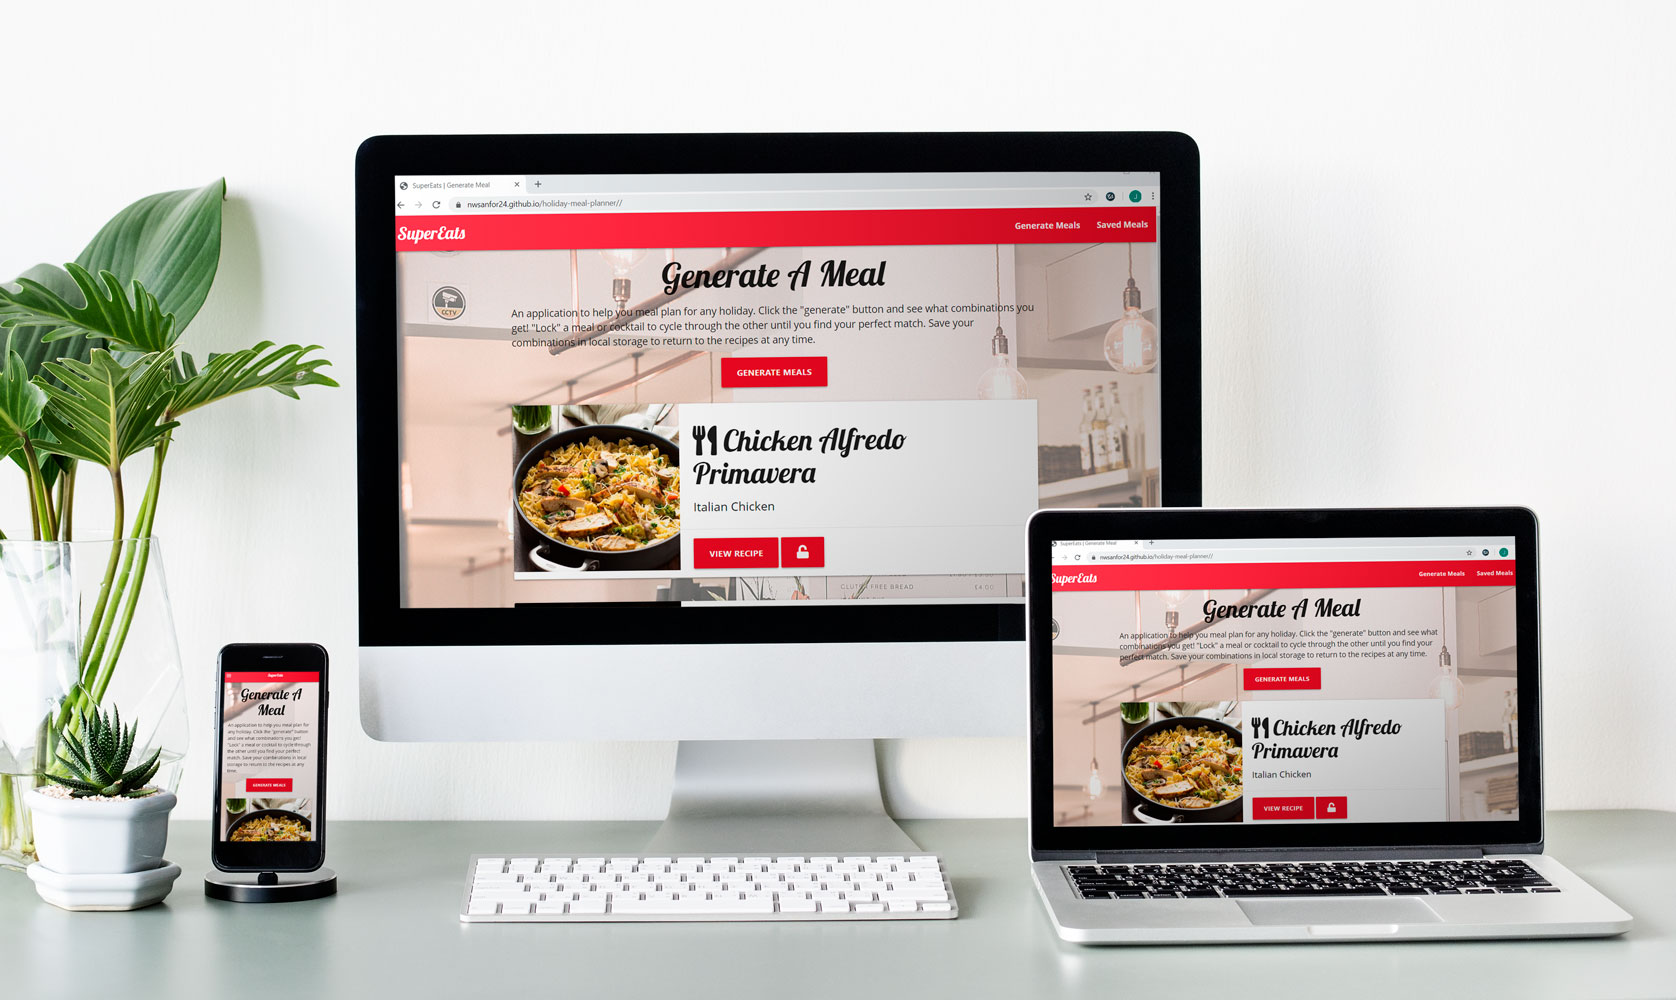 SuperEats | Generate Meal
nwsanfor24.github.io/holiday-meal-planner//
J
SuperEats
Generate Meals
Saved Meals
CCTV
Generate A Meal
An application to help you meal plan for any holiday. Click the "generate" button and see what combinations you
get! "Lock" a meal or cocktail to cycle through the other until you find your perfect match. Save your
combinations in local storage to return to the recipes at any time.
GENERATE MEALS
Chicken Alfredo
Primavera
Italian Chicken
VIEW RECIPE
GLUTEN FREE BREAD £4.00
SuperEats | Generate Meal
nwsanfor24.github.io/holiday-meal-planner//
J
SuperEats
Generate Meals
Saved Meals
Generate A Meal
An application to help you meal plan for any holiday. Click the "generate" button and see what
combinations you get! "Lock" a meal or cocktail to cycle through the other until you find your
perfect match. Save your combinations in local storage to return to the recipes at any time.
GENERATE MEALS
Chicken Alfredo
Primavera
Italian Chicken
VIEW RECIPE
SuperEats
Generate A
Meal
An application to help you meal plan for
any holiday. Click the "generate" button
and see what combinations you get!
"Lock" a meal or cocktail to cycle through
the other until you find your perfect
match. Save your combinations in local
storage to return to the recipes at any
time.
GENERATE MEALS